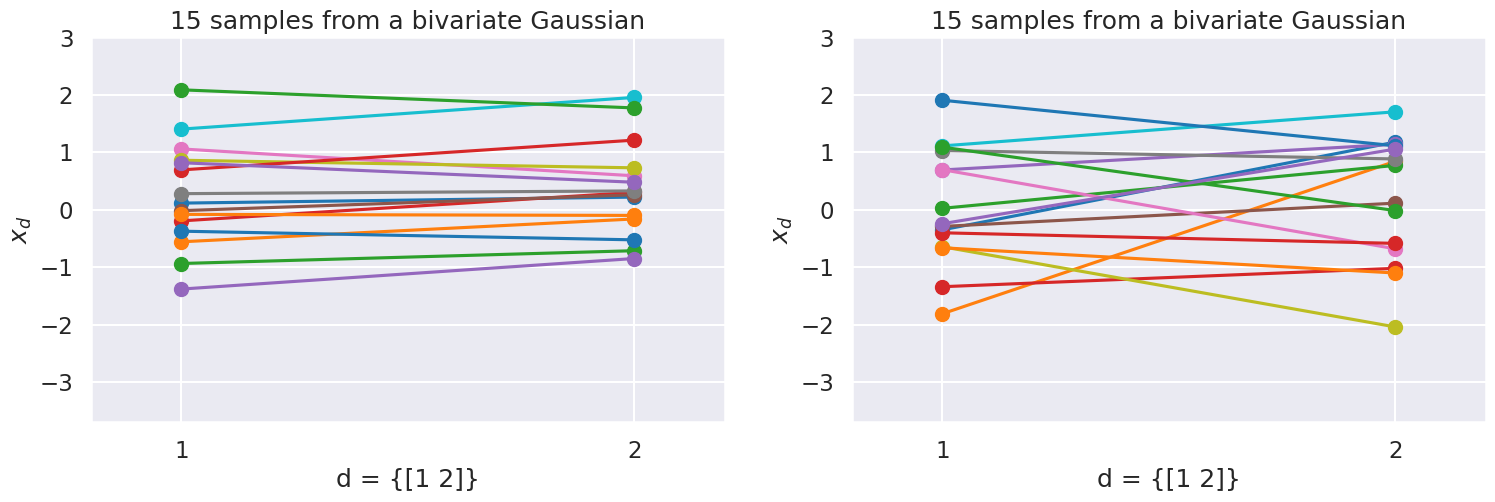 15 samples from a bivariate Gaussian
3
2
1
0
−1
−2
−3
x_d
1 2
d = {[1 2]}
15 samples from a bivariate Gaussian
3
2
1
0
−1
−2
−3
x_d
1 2
d = {[1 2]}